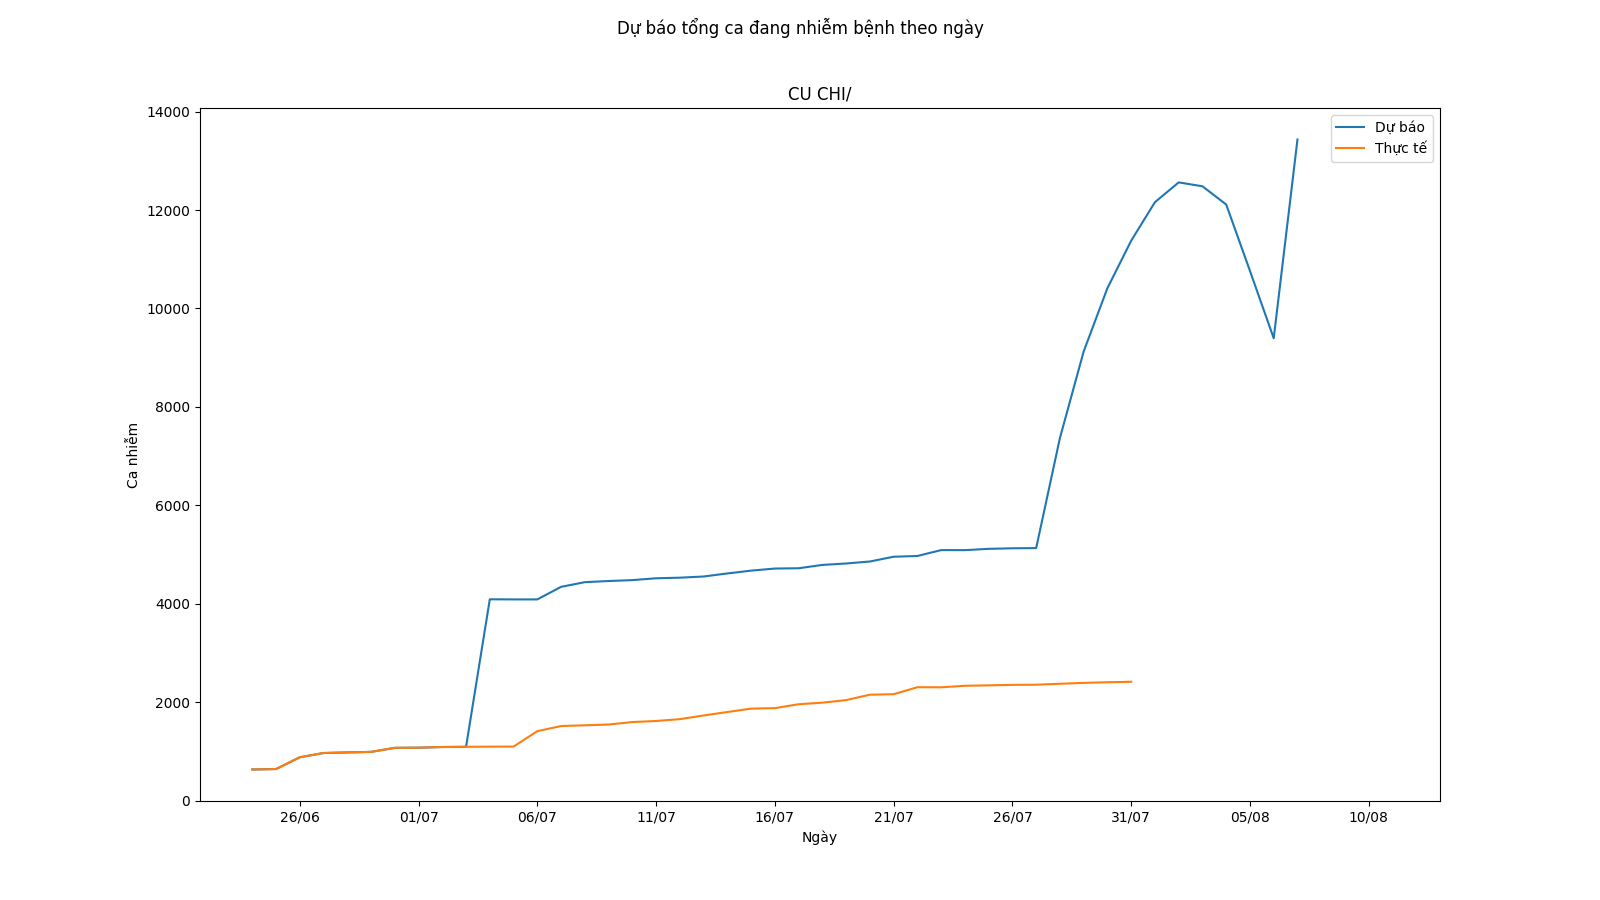 Dự báo tổng ca đang nhiễm bệnh theo ngày
CU CHI/
14000
12000
10000
8000
6000
4000
2000
0
Ca nhiễm
Dự báo
Thực tế
26/06 01/07 06/07 11/07 16/07 21/07 26/07 31/07 05/08 10/08
Ngày